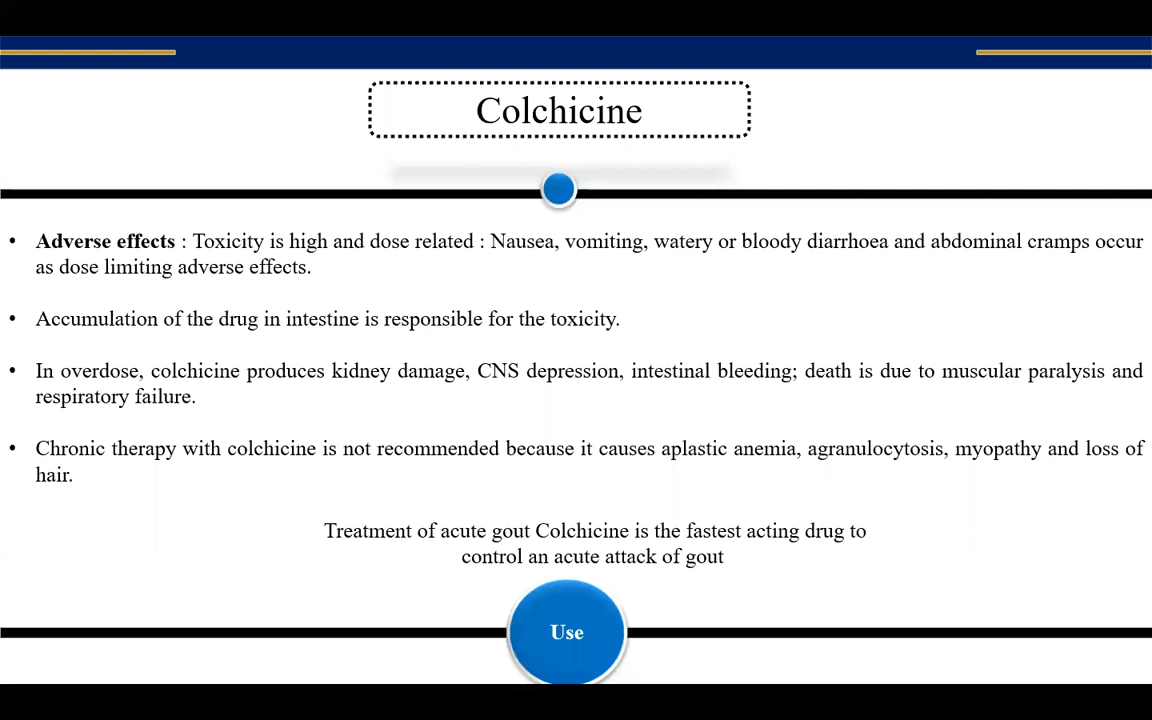 Colchicine
• Adverse effects : Toxicity is high and dose related : Nausea, vomiting, watery or bloody diarrhoea and abdominal cramps occur
as dose limiting adverse effects.
• Accumulation of the drug in intestine is responsible for the toxicity.
• In overdose, colchicine produces kidney damage, CNS depression, intestinal bleeding; death is due to muscular paralysis and
respiratory failure.
• Chronic therapy with colchicine is not recommended because it causes aplastic anemia, agranulocytosis, myopathy and loss of
hair.
Treatment of acute gout Colchicine is the fastest acting drug to
control an acute attack of gout
Use